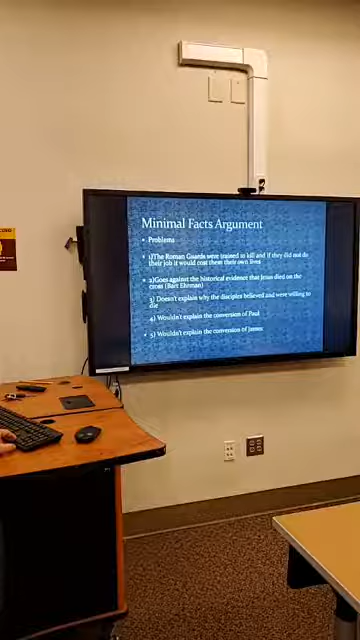 Minimal Facts Argument
• Problems
• 1)The Roman Guards were trained to kill and if they did not do
their job it would cost them their own lives
• 2)Goes against the historical evidence that Jesus died on the
cross (Bart Ehrman)
• 3) Doesn't explain why the disciples believed and were willing to
die
• 4) Wouldn't explain the conversion of Paul
• 5) Wouldn't explain the conversion of James